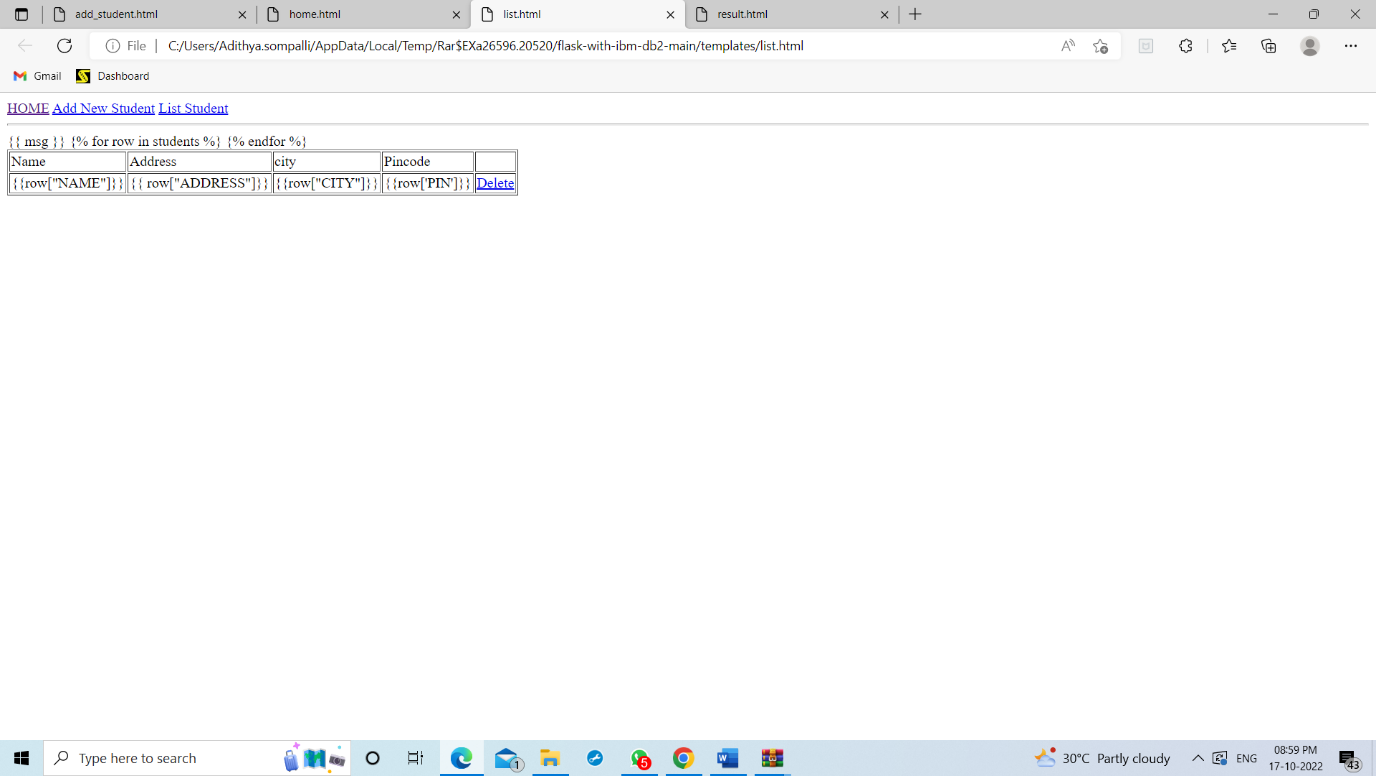 add_student.html home.html list.html result.html
File C:/Users/Adithya.sompalli/AppData/Local/Temp/Rar$EXa26596.20520/flask-with-ibm-db2-main/templates/list.html
Gmail Dashboard
HOME Add New Student List Student
{{ msg }} {% for row in students %} {% endfor %}
Name Address city Pincode
{{row["NAME"]}} {{ row["ADDRESS"]}} {{row["CITY"]}} {{row['PIN']}} Delete
Type here to search 1 5 W 30°C Partly cloudy ENG 08:59 PM
17-10-2022 43